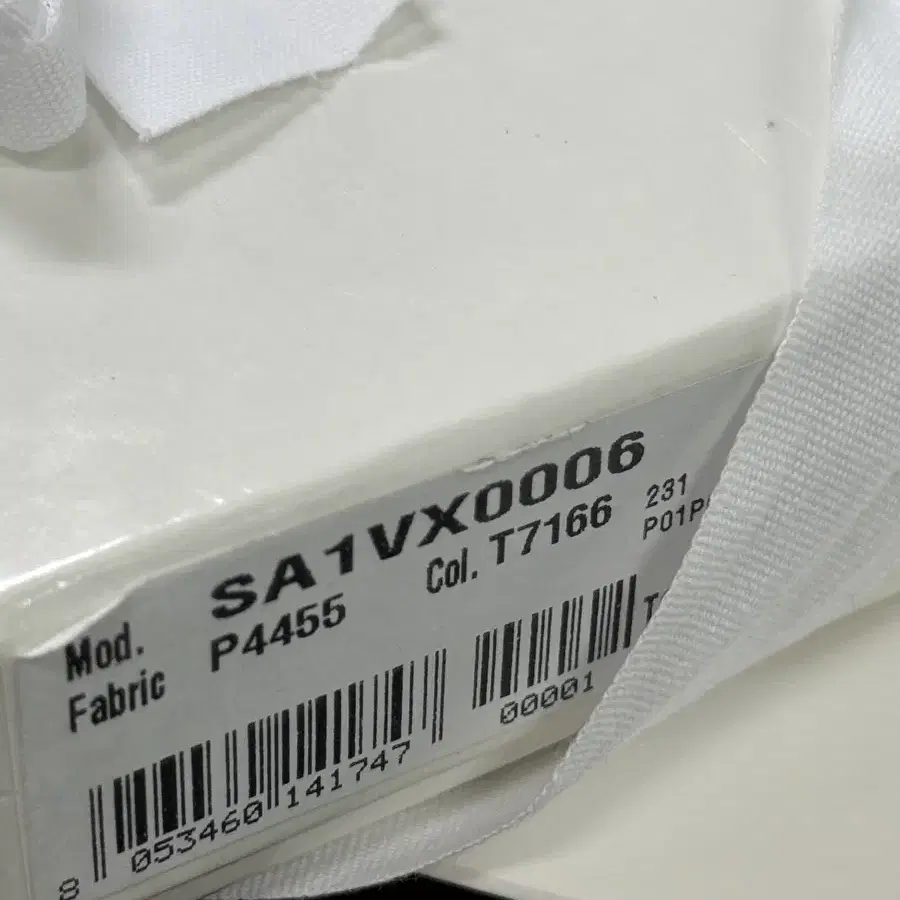 Mod. SA1VX0006
Fabric P4455 Col. T7166 231
P01P
8 053460 141747 00001